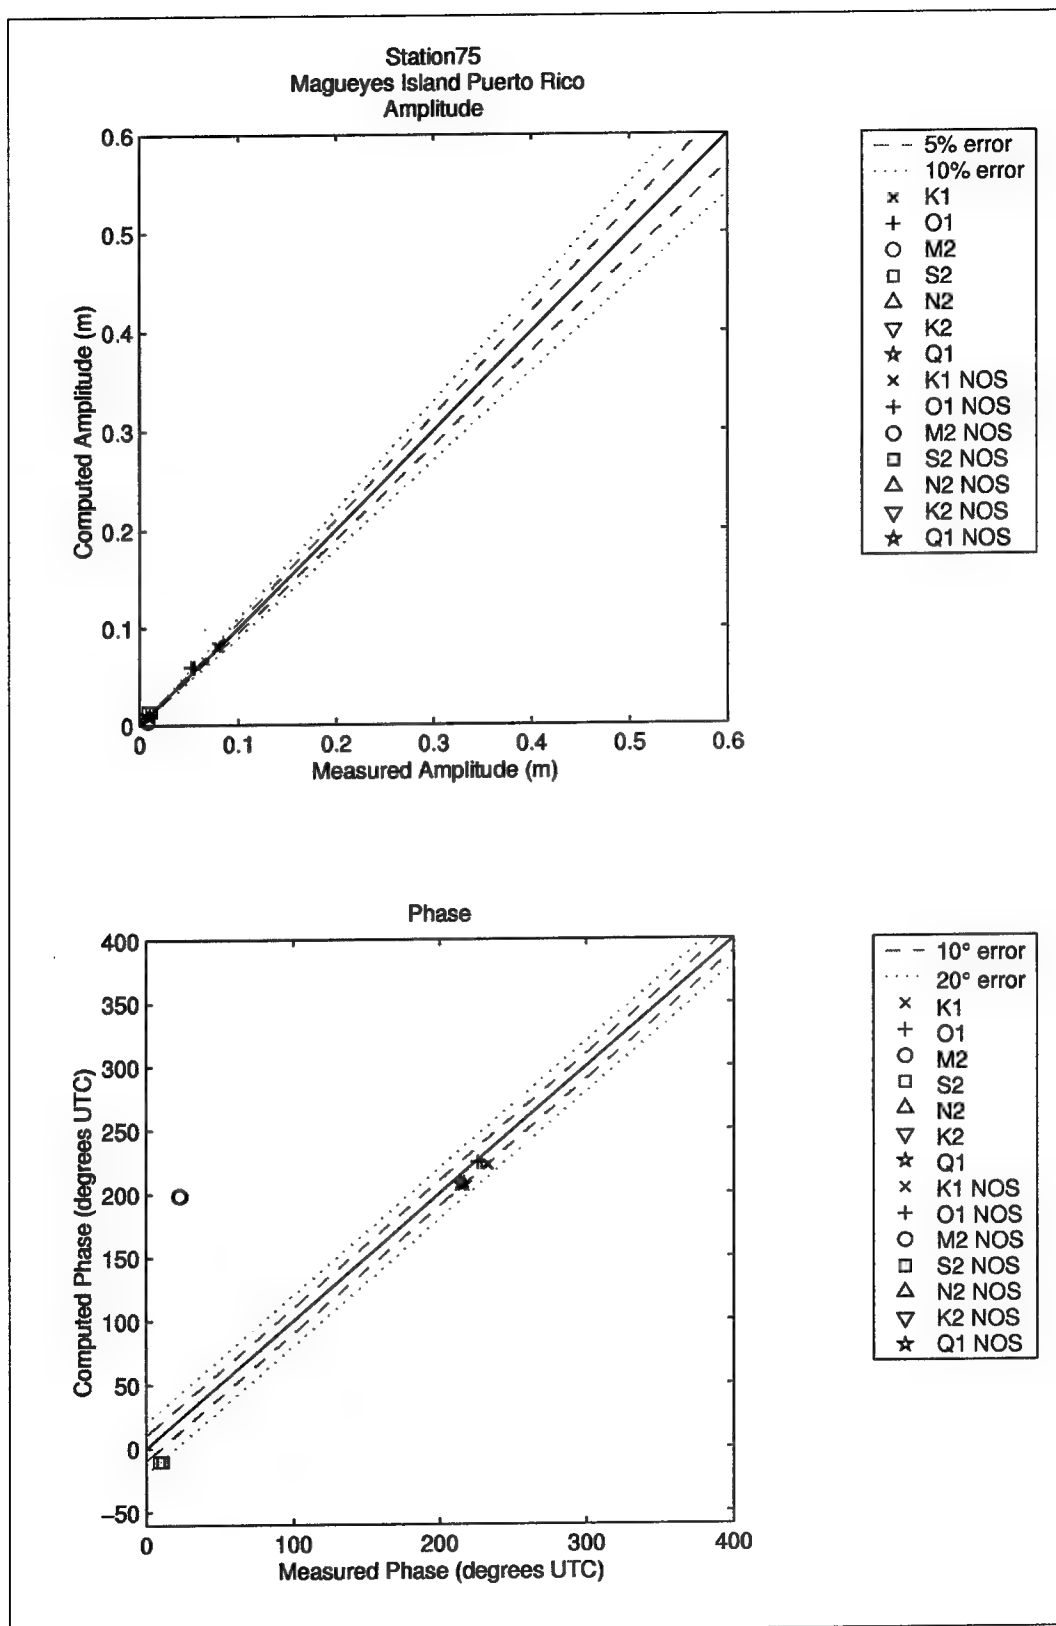 Station75
Magueyes Island Puerto Rico
Amplitude
0.6
0.5
0.4
0.3
0.2
0.1
0
Computed Amplitude (m)
0 0.1 0.2 0.3 0.4 0.5 0.6
Measured Amplitude (m)
5% error
10% error
K1
O1
M2
S2
N2
K2
Q1
K1 NOS
O1 NOS
M2 NOS
S2 NOS
N2 NOS
K2 NOS
Q1 NOS
Phase
400
350
300
250
200
150
100
50
0
−50
Computed Phase (degrees UTC)
0 100 200 300 400
Measured Phase (degrees UTC)
10° error
20° error
K1
O1
M2
S2
N2
K2
Q1
K1 NOS
O1 NOS
M2 NOS
S2 NOS
N2 NOS
K2 NOS
Q1 NOS